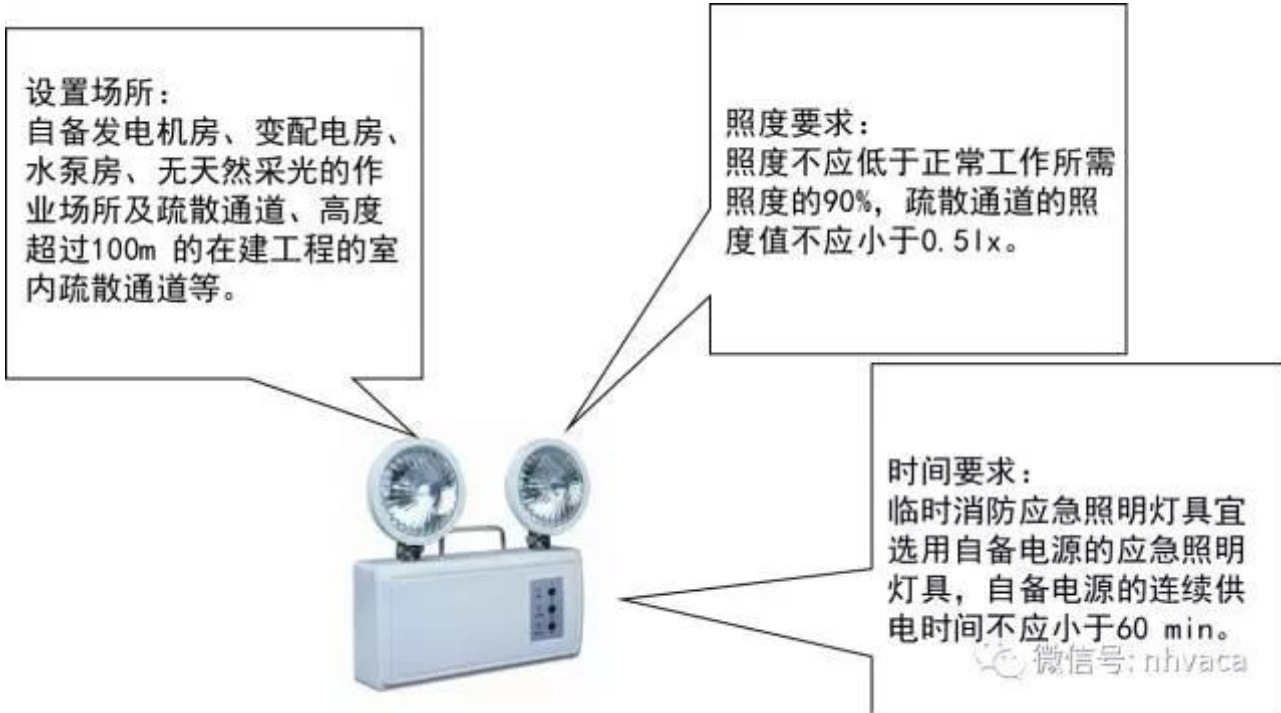 设置场所：
自备发电机房、变配电房、
水泵房、无天然采光的作
业场所及疏散通道、高度
超过100m 的在建工程的室
内疏散通道等。
照度要求：
照度不应低于正常工作所需
照度的90%，疏散通道的照
度值不应小于0.5lx。
时间要求：
临时消防应急照明灯具宜
选用自备电源的应急照明
灯具，自备电源的连续供
电时间不应小于60 min。
微信号: nhvaca